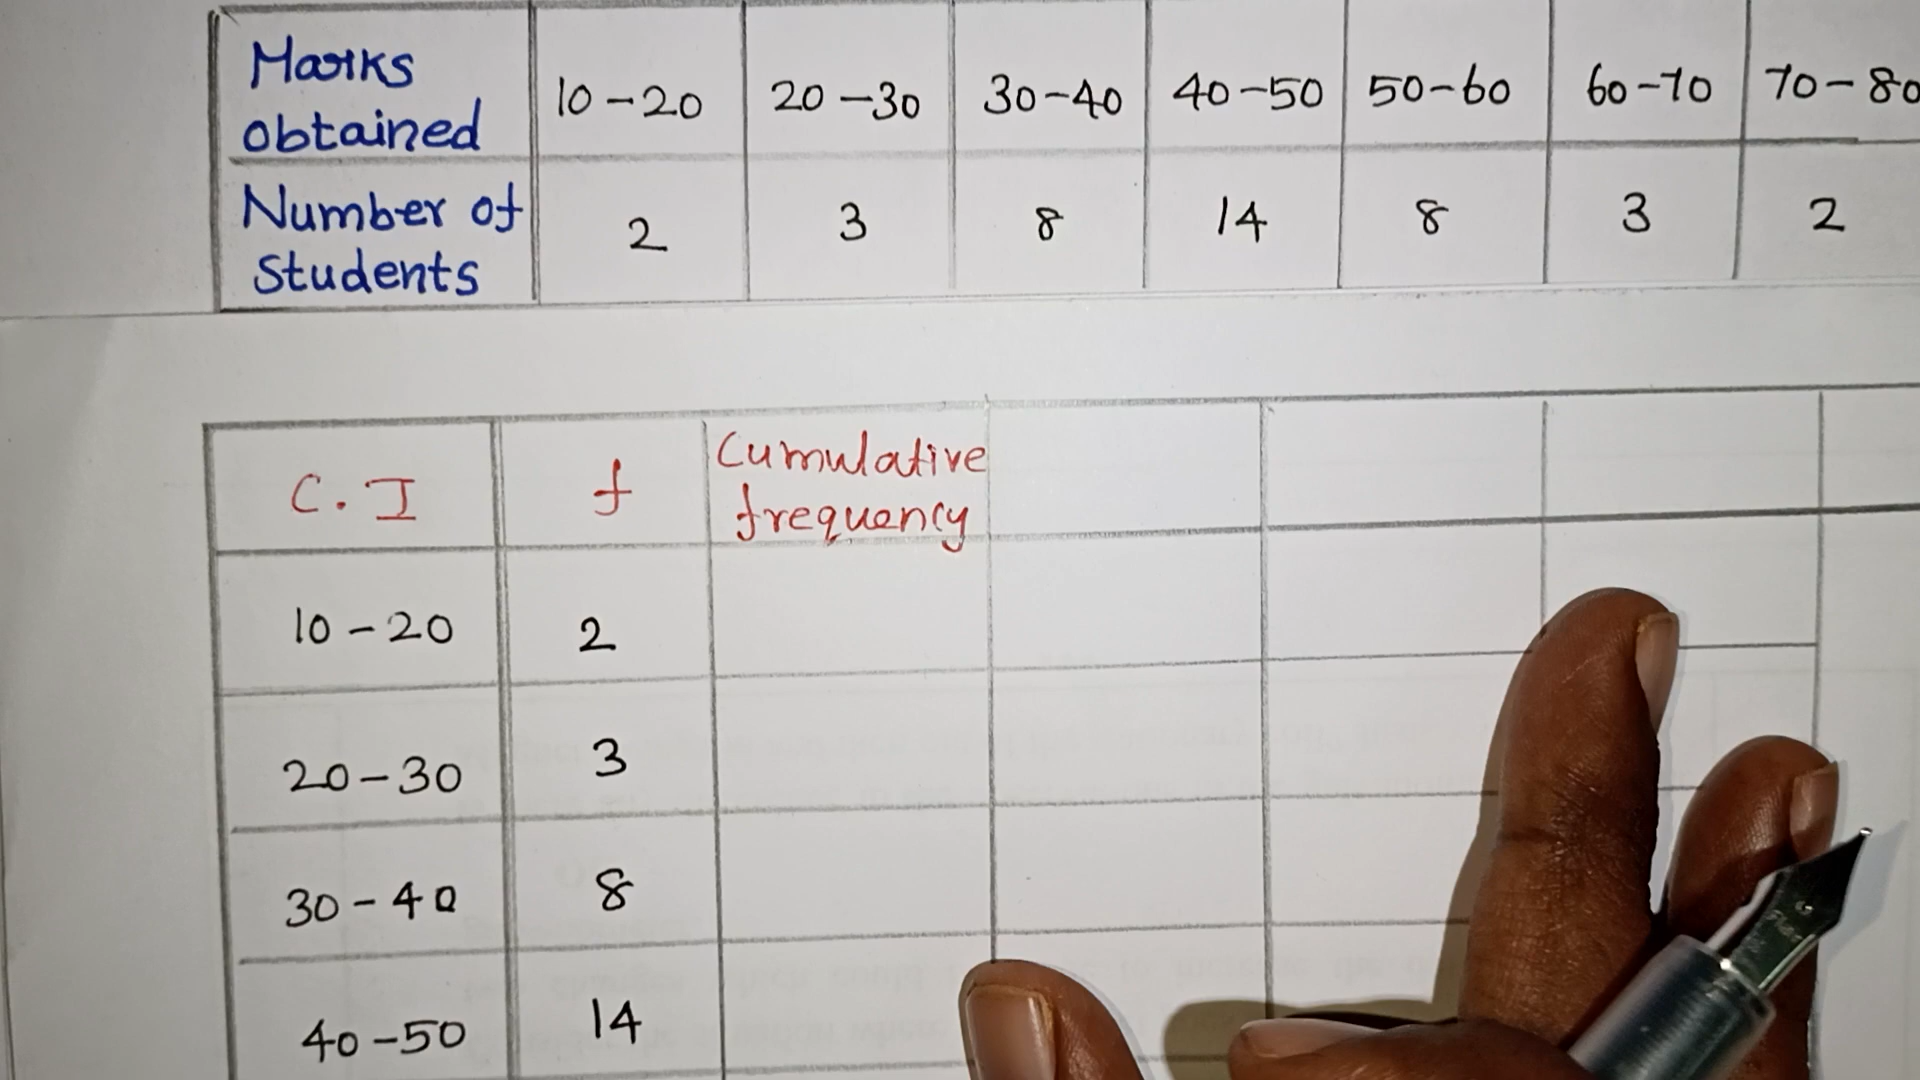 Marks obtained 10-20 20-30 30-40 40-50 50-60 60-70 70-80
Number of Students 2 3 8 14 8 3 2
C.I f Cumulative frequency
10-20 2
20-30 3
30-40 8
40-50 14